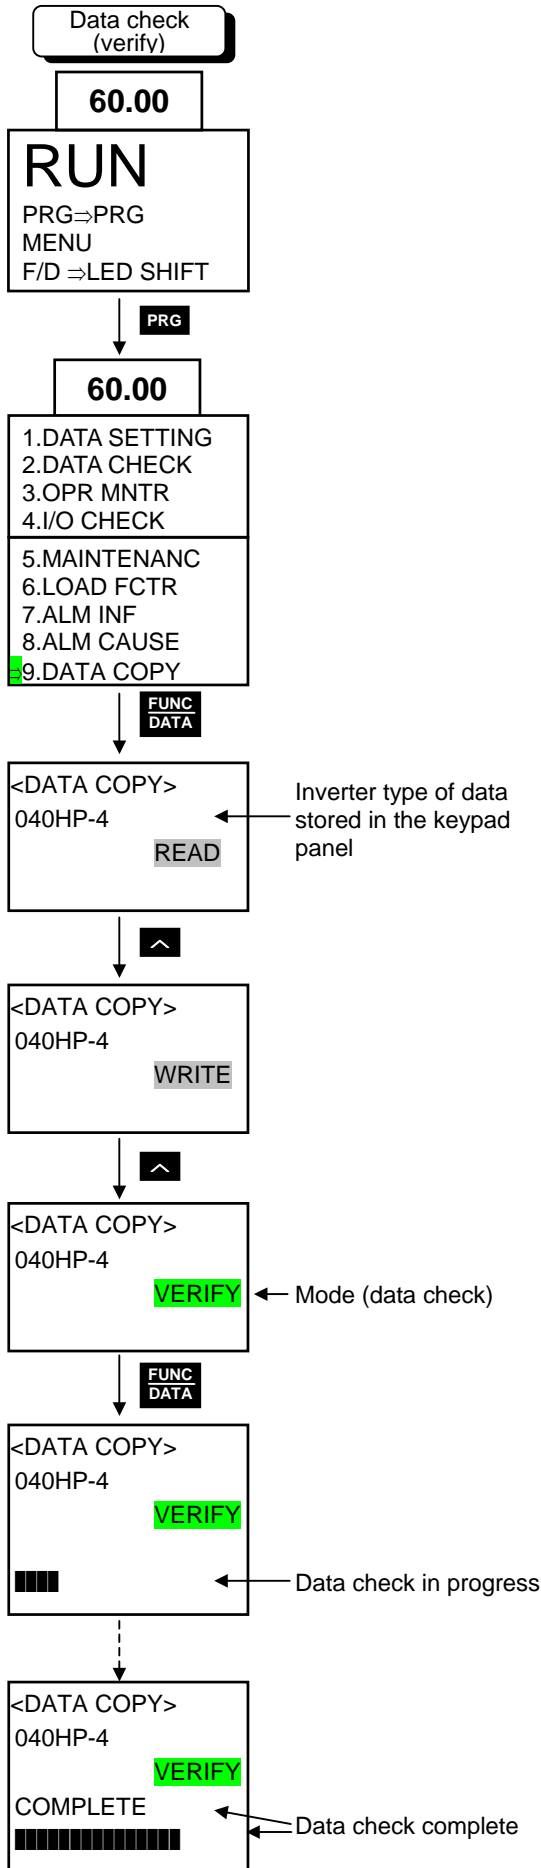 Data check
(verify)
60.00
RUN
PRG⇒PRG
MENU
F/D ⇒LED SHIFT
PRG
60.00
1.DATA SETTING
2.DATA CHECK
3.OPR MNTR
4.I/O CHECK
5.MAINTENANC
6.LOAD FCTR
7.ALM INF
8.ALM CAUSE
⇒9.DATA COPY
FUNC
DATA
<DATA COPY>
040HP-4
READ
Inverter type of data
stored in the keypad
panel
<DATA COPY>
040HP-4
WRITE
<DATA COPY>
040HP-4
VERIFY
Mode (data check)
FUNC
DATA
<DATA COPY>
040HP-4
VERIFY
Data check in progress
<DATA COPY>
040HP-4
VERIFY
COMPLETE
Data check complete